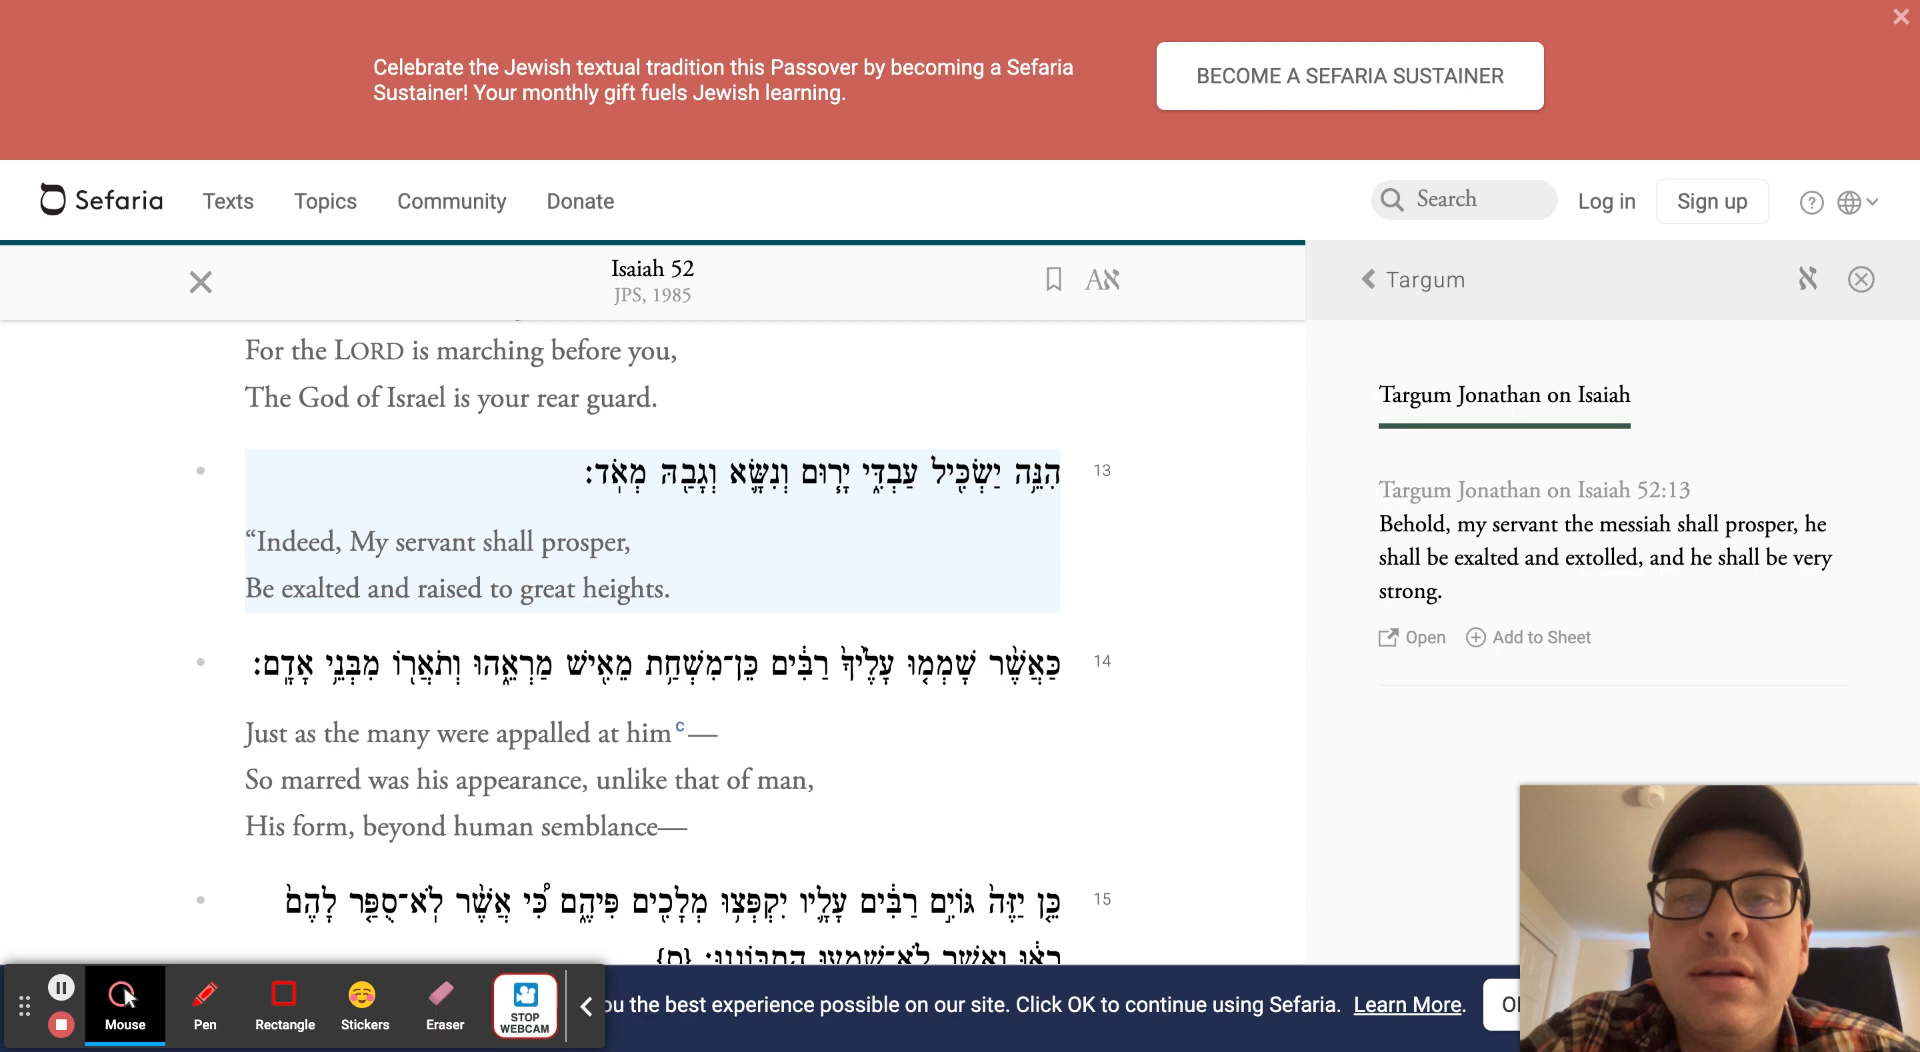 Celebrate the Jewish textual tradition this Passover by becoming a Sefaria
Sustainer! Your monthly gift fuels Jewish learning.
BECOME A SEFARIA SUSTAINER
Sefaria
Texts
Topics
Community
Donate
Search
Log in
Sign up
Isaiah 52
JPS, 1985
Aא
Targum
א
For the LORD is marching before you,
The God of Israel is your rear guard.
הִנֵּ֥ה יַשְׂכִּ֖יל עַבְדִּ֑י יָר֧וּם וְנִשָּׂ֛א וְגָבַ֖הּ מְאֹֽד׃
13
“Indeed, My servant shall prosper,
Be exalted and raised to great heights.
כַּאֲשֶׁ֨ר שָׁמְמ֤וּ עָלֶ֙יךָ֙ רַבִּ֔ים כֵּן־מִשְׁחַ֥ת מֵאִ֖ישׁ מַרְאֵ֑הוּ וְתֹאֲר֖וֹ מִבְּנֵ֥י אָדָֽם׃
14
Just as the many were appalled at him c—
So marred was his appearance, unlike that of man,
His form, beyond human semblance—
כֵּ֤ן יַזֶּה֙ גּוֹיִ֣ם רַבִּ֔ים עָלָ֛יו יִקְפְּצ֥וּ מְלָכִ֖ים פִּיהֶ֑ם כִּ֠י אֲשֶׁ֨ר לֹֽא־סֻפַּ֤ר לָהֶם֙
15
Targum Jonathan on Isaiah
Targum Jonathan on Isaiah 52:13
Behold, my servant the messiah shall prosper, he
shall be exalted and extolled, and he shall be very
strong.
Open
Add to Sheet
Mouse
Pen
Rectangle
Stickers
Eraser
STOP
WEBCAM
the best experience possible on our site. Click OK to continue using Sefaria. Learn More.